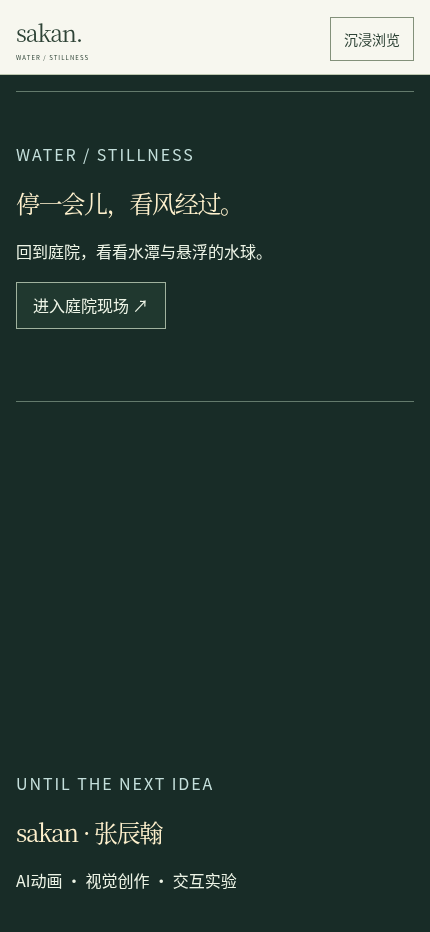 sakan.
WATER / STILLNESS
沉浸浏览
WATER / STILLNESS
停一会儿，看风经过。
回到庭院，看看水潭与悬浮的水球。
进入庭院现场 ↗
UNTIL THE NEXT IDEA
sakan · 张辰翰
AI动画 · 视觉创作 · 交互实验